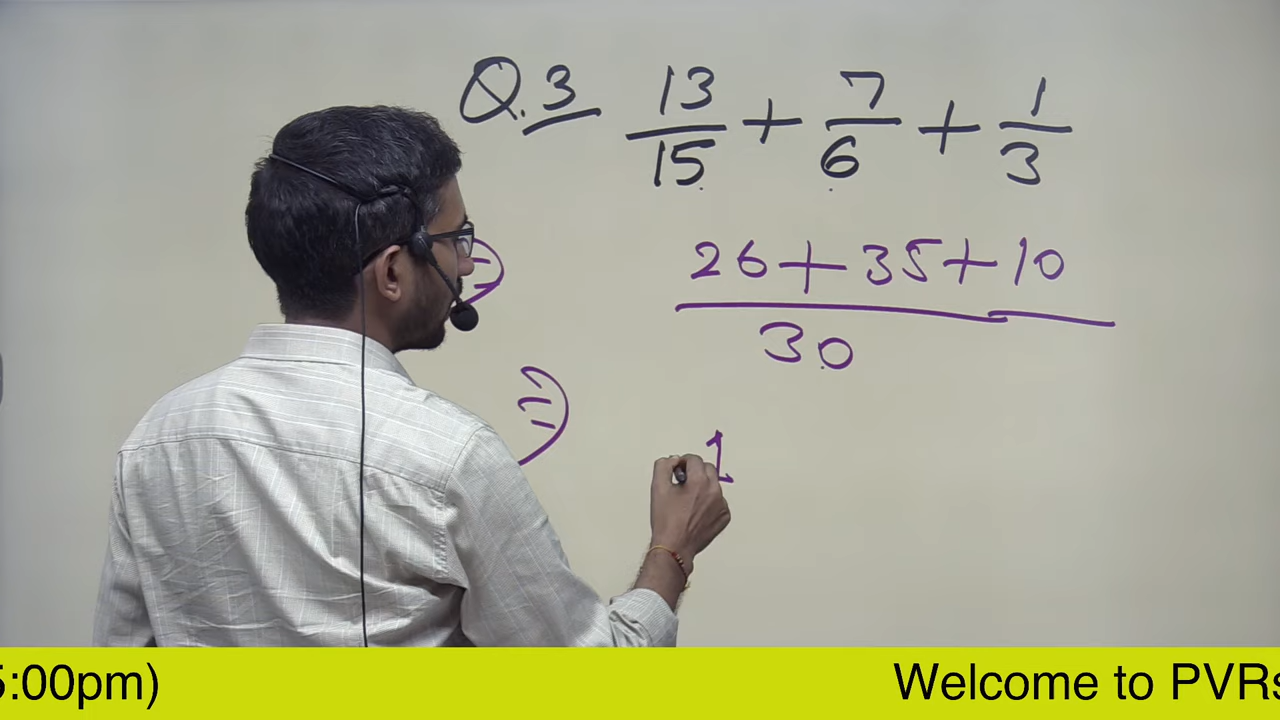 Q.3 13/15 + 7/6 + 1/3
26+35+10
30
1
5:00pm) Welcome to PVRs